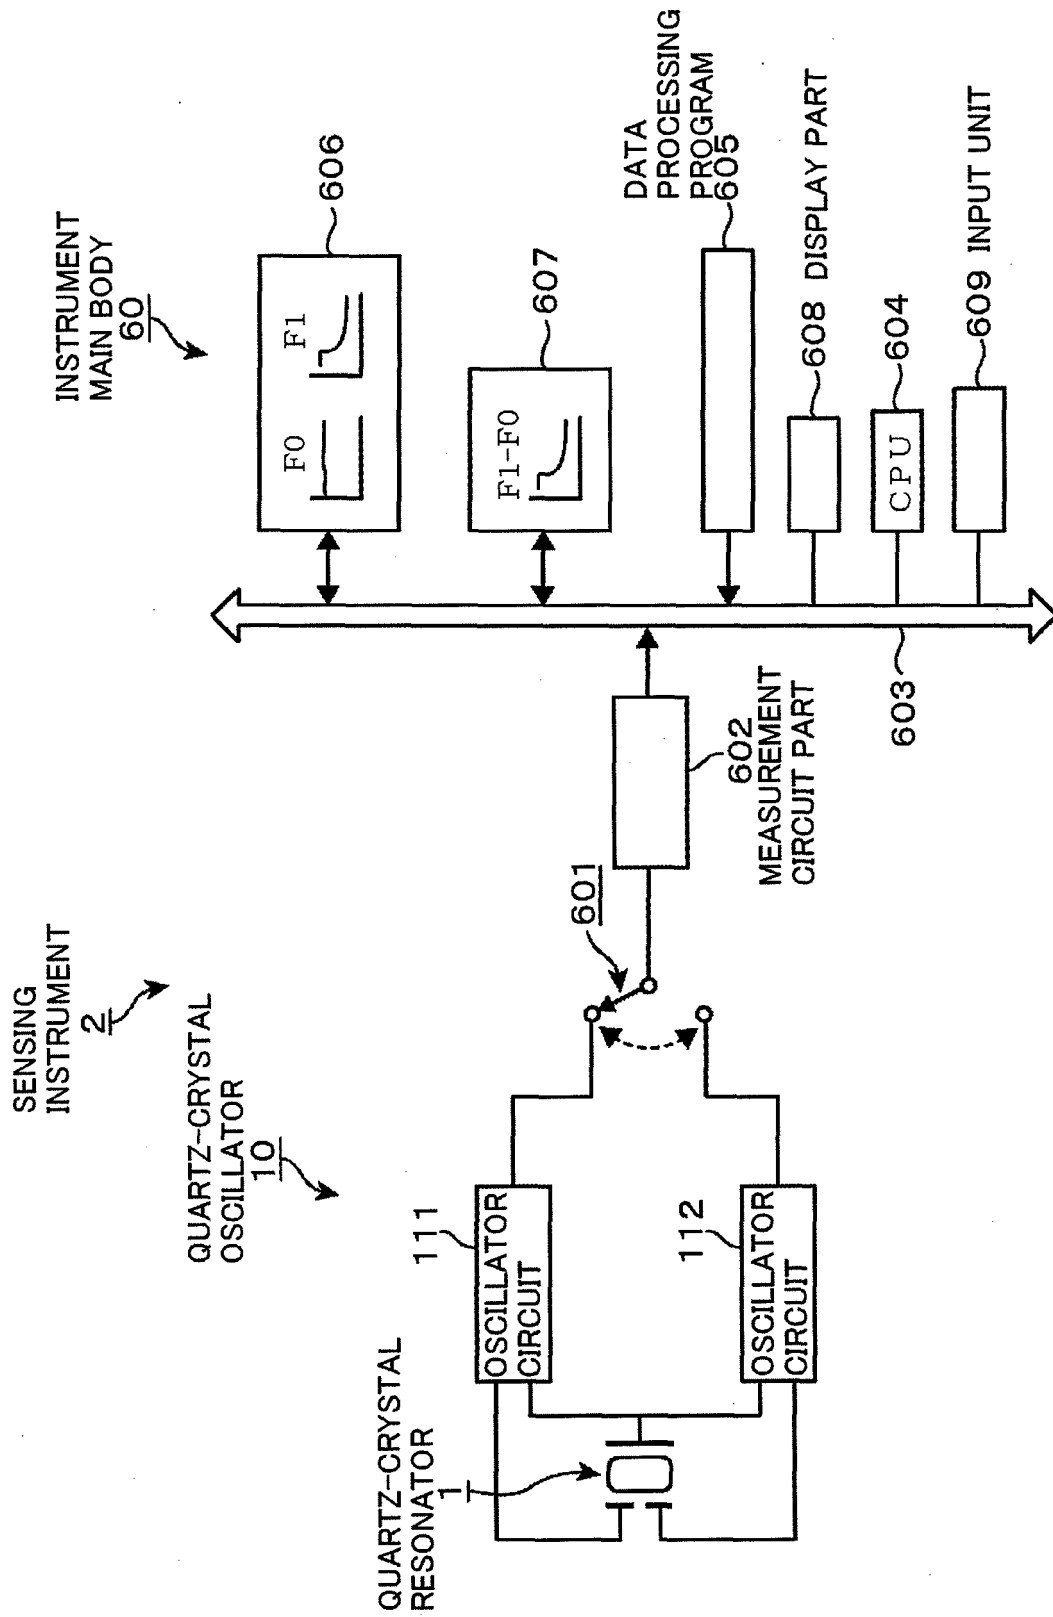 SENSING
INSTRUMENT
2
QUARTZ-CRYSTAL
OSCILLATOR
10
QUARTZ-CRYSTAL
RESONATOR
1
111
OSCILLATOR
CIRCUIT
112
OSCILLATOR
CIRCUIT
601
602
MEASUREMENT
CIRCUIT PART
603
INSTRUMENT
MAIN BODY
60
F0
F1
606
F1-F0
607
DATA
PROCESSING
PROGRAM
605
608 DISPLAY PART
CPU
604
609 INPUT UNIT